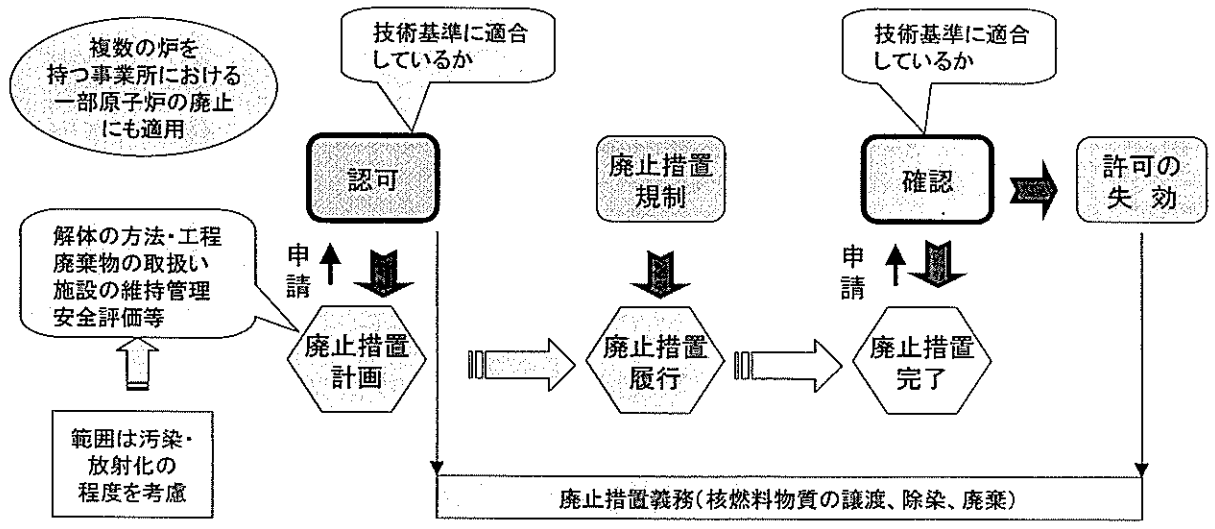 複数の炉を
持つ事業所における
一部原子炉の廃止
にも適用
技術基準に適合
しているか
技術基準に適合
しているか
認可
廃止措置
規制
確認
許可の
失　効
解体の方法・工程
廃棄物の取扱い
施設の維持管理
安全評価等
申
請
申
請
廃止措置
計画
廃止措置
履行
廃止措置
完了
範囲は汚染・
放射化の
程度を考慮
廃止措置義務(核燃料物質の譲渡、除染、廃棄)